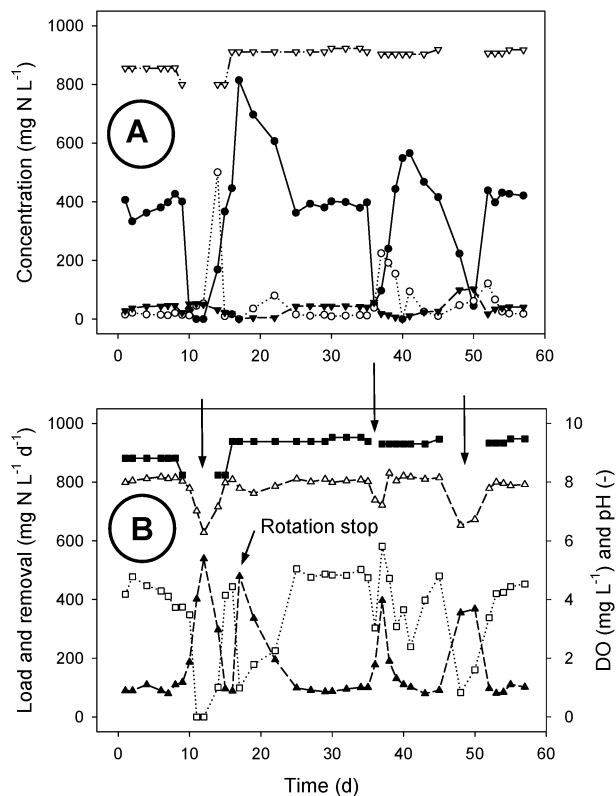 1000
800
600
400
200
0
Concentration (mg N L⁻¹)
A
0 10 20 30 40 50 60
1000
800
600
400
200
0
Load and removal (mg N L⁻¹ d⁻¹)
B
Rotation stop
10
8
6
4
2
0
DO (mg L⁻¹) and pH (-)
0 10 20 30 40 50 60
Time (d)